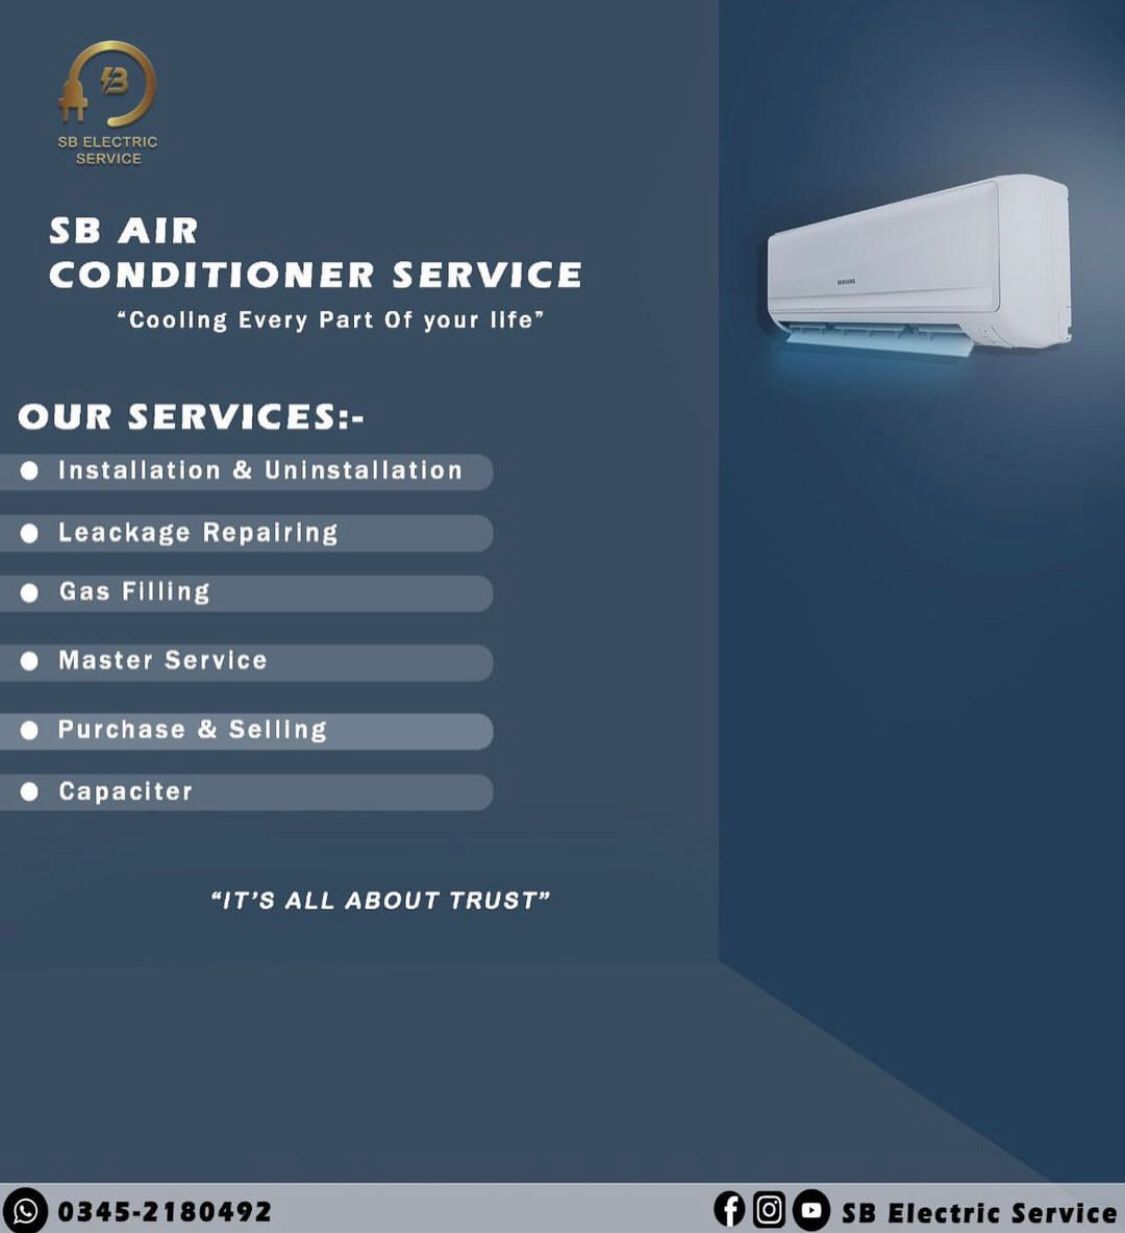 SB ELECTRIC
SERVICE
SB AIR
CONDITIONER SERVICE
“Cooling Every Part Of your life”
OUR SERVICES:-
Installation & Uninstallation
Leackage Repairing
Gas Filling
Master Service
Purchase & Selling
Capaciter
“IT’S ALL ABOUT TRUST”
SAMSUNG
0345-2180492
SB Electric Service